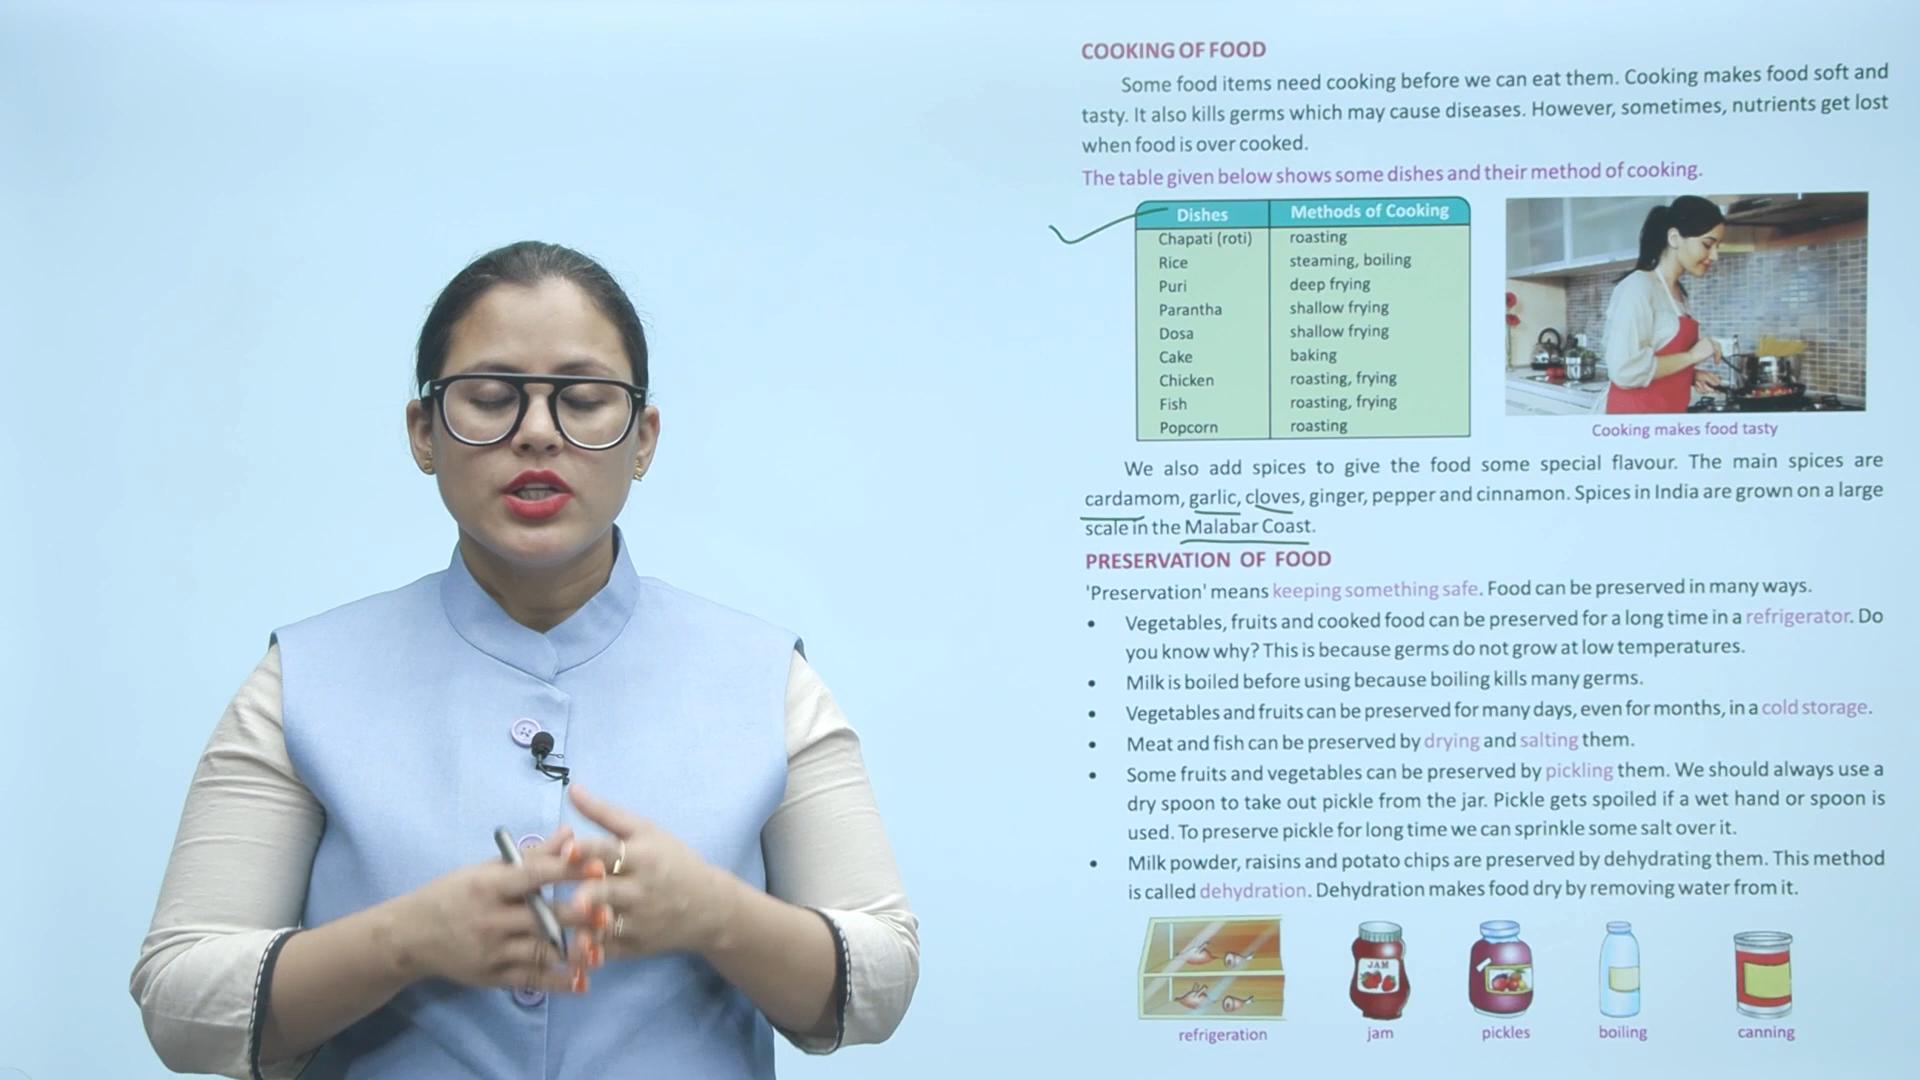 COOKING OF FOOD
Some food items need cooking before we can eat them. Cooking makes food soft and
tasty. It also kills germs which may cause diseases. However, sometimes, nutrients get lost
when food is over cooked.
The table given below shows some dishes and their method of cooking.
Dishes Methods of Cooking
Chapati (roti) roasting
Rice steaming, boiling
Puri deep frying
Parantha shallow frying
Dosa shallow frying
Cake baking
Chicken roasting, frying
Fish roasting, frying
Popcorn roasting
Cooking makes food tasty
We also add spices to give the food some special flavour. The main spices are
cardamom, garlic, cloves, ginger, pepper and cinnamon. Spices in India are grown on a large
scale in the Malabar Coast.
PRESERVATION OF FOOD
'Preservation' means keeping something safe. Food can be preserved in many ways.
• Vegetables, fruits and cooked food can be preserved for a long time in a refrigerator. Do
you know why? This is because germs do not grow at low temperatures.
• Milk is boiled before using because boiling kills many germs.
• Vegetables and fruits can be preserved for many days, even for months, in a cold storage.
• Meat and fish can be preserved by drying and salting them.
• Some fruits and vegetables can be preserved by pickling them. We should always use a
dry spoon to take out pickle from the jar. Pickle gets spoiled if a wet hand or spoon is
used. To preserve pickle for long time we can sprinkle some salt over it.
• Milk powder, raisins and potato chips are preserved by dehydrating them. This method
is called dehydration. Dehydration makes food dry by removing water from it.
JAM
refrigeration jam pickles boiling canning